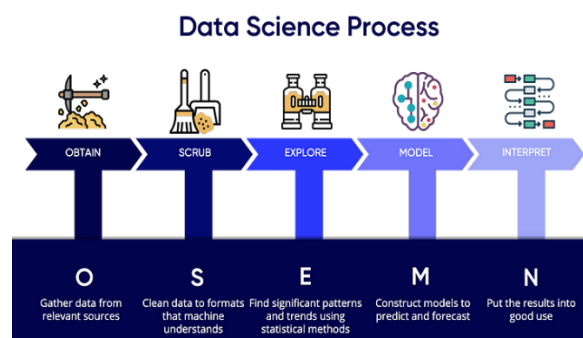 Data Science Process
OBTAIN
SCRUB
EXPLORE
MODEL
INTERPRET
O
S
E
M
N
Gather data from
relevant sources
Clean data to formats
that machine
understands
Find significant patterns
and trends using
statistical methods
Construct models to
predict and forecast
Put the results into
good use